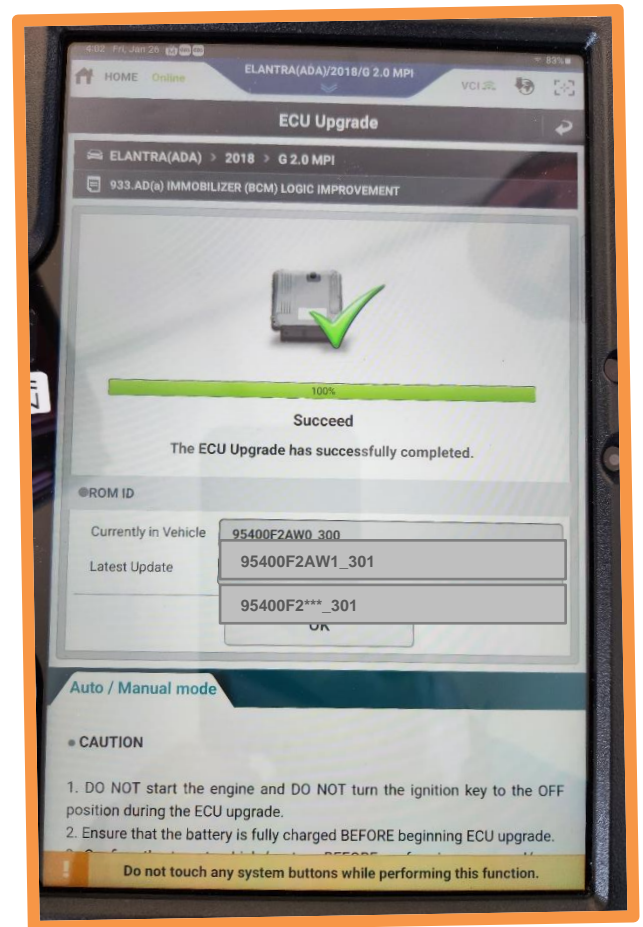 4:02 Fri, Jan 26
83%
HOME Online
ELANTRA(ADA)/2018/G 2.0 MPI
VCI
ECU Upgrade
ELANTRA(ADA) > 2018 > G 2.0 MPI
933.AD(a) IMMOBILIZER (BCM) LOGIC IMPROVEMENT
100%
Succeed
The ECU Upgrade has successfully completed.
ROM ID
Currently in Vehicle 95400F2AW0_300
95400F2AW1_301
Latest Update
95400F2***_301
OK
Auto / Manual mode
• CAUTION
1. DO NOT start the engine and DO NOT turn the ignition key to the OFF
position during the ECU upgrade.
2. Ensure that the battery is fully charged BEFORE beginning ECU upgrade.
Do not touch any system buttons while performing this function.